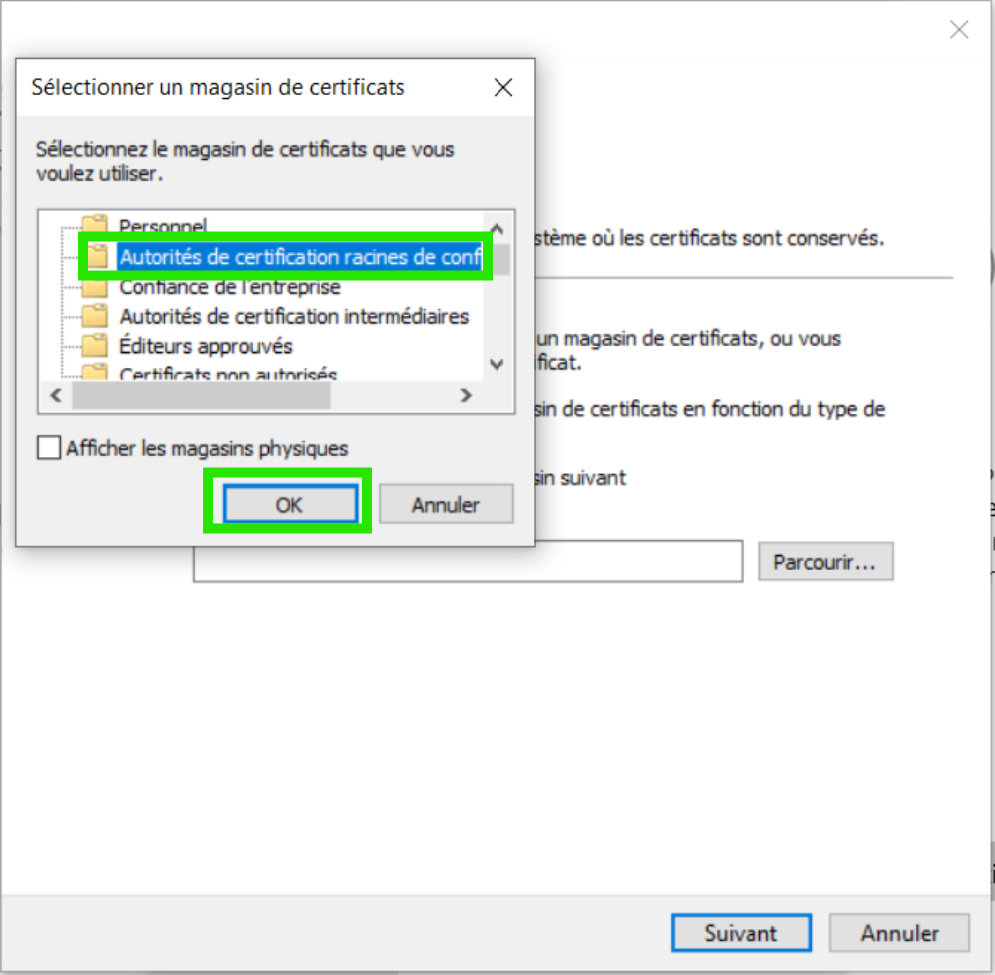 Sélectionner un magasin de certificats
Sélectionnez le magasin de certificats que vous
voulez utiliser.
Personnel
Autorités de certification racines de conf
Confiance de l'entreprise
Autorités de certification intermédiaires
Éditeurs approuvés
Certificats non autorisés
Afficher les magasins physiques
OK
Annuler
stème où les certificats sont conservés.
un magasin de certificats, ou vous
ificat.
sin de certificats en fonction du type de
sin suivant
Parcourir...
Suivant
Annuler